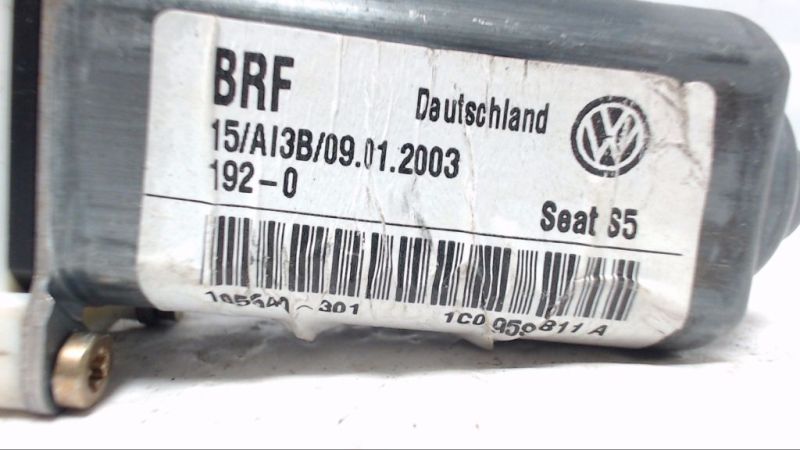 BRF
Dautschland
15/AI3B/09.01.2003
192-0
Seat S5
1C0 959 811 A